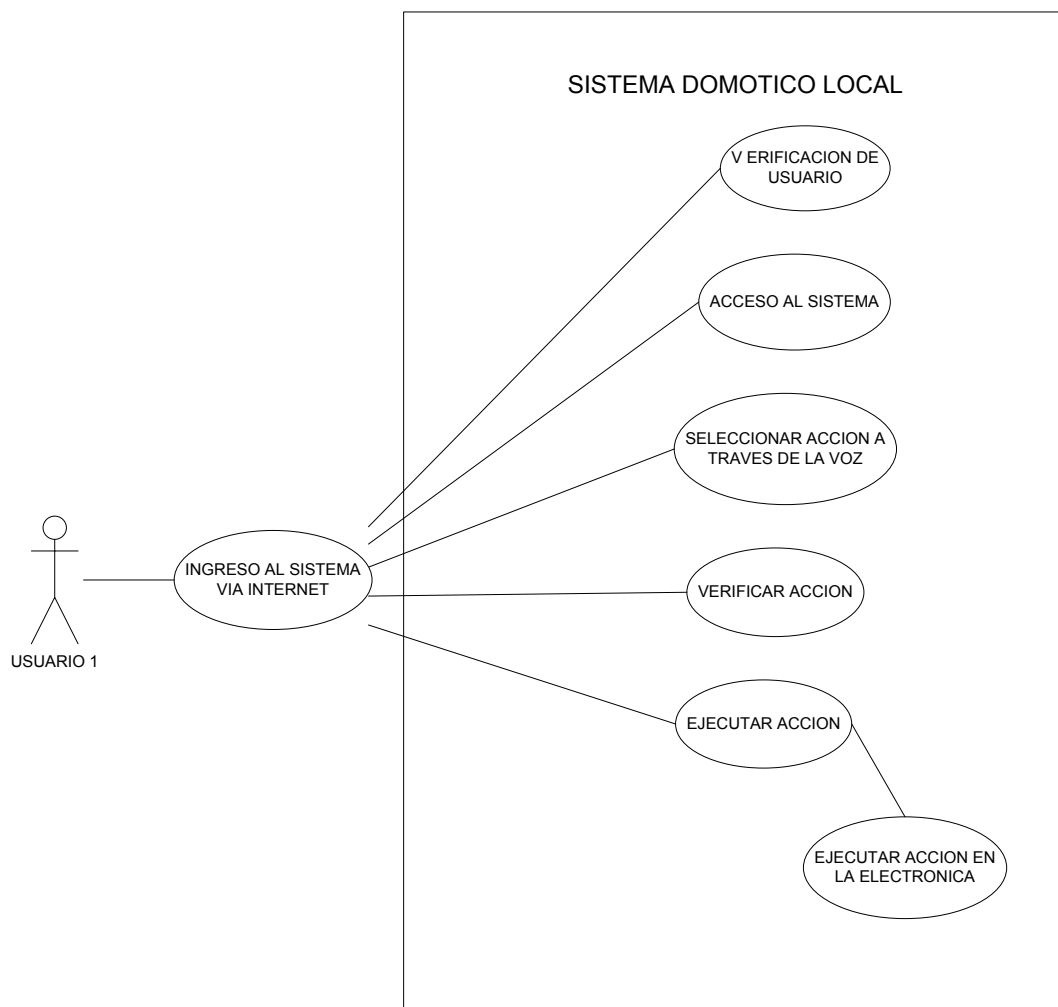 SISTEMA DOMOTICO LOCAL
V ERIFICACION DE
USUARIO
ACCESO AL SISTEMA
SELECCIONAR ACCION A
TRAVES DE LA VOZ
INGRESO AL SISTEMA
VIA INTERNET
VERIFICAR ACCION
USUARIO 1
EJECUTAR ACCION
EJECUTAR ACCION EN
LA ELECTRONICA